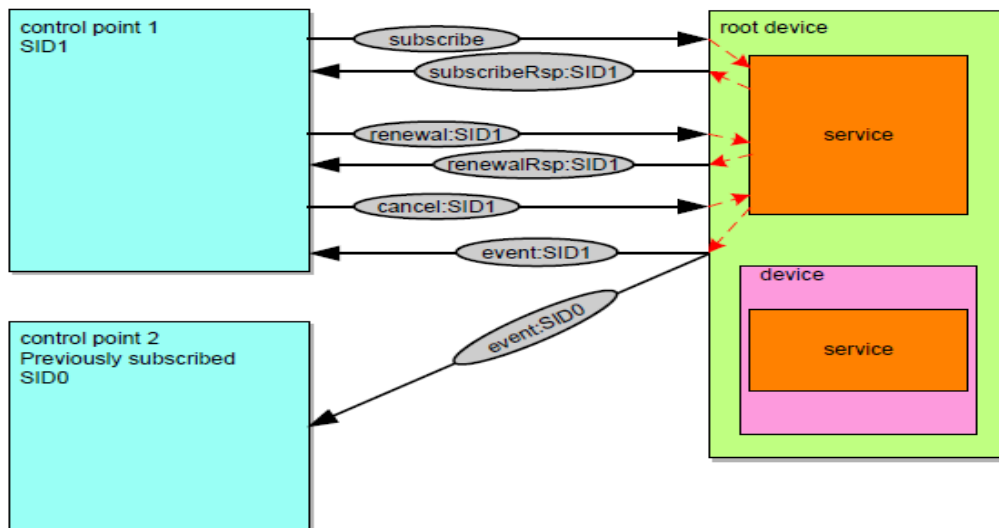 control point 1
SID1
subscribe
subscribeRsp:SID1
renewal:SID1
renewalRsp:SID1
cancel:SID1
event:SID1
event:SID0
root device
service
device
service
control point 2
Previously subscribed
SID0